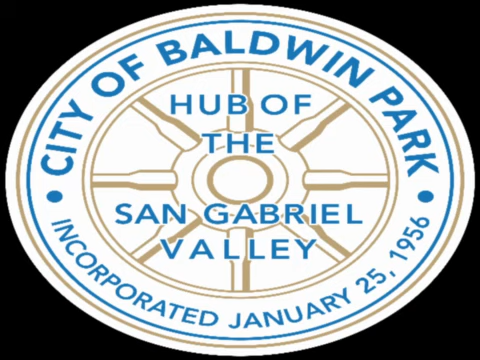 CITY OF BALDWIN PARK
HUB OF
THE
SAN GABRIEL
VALLEY
INCORPORATED JANUARY 25, 1956